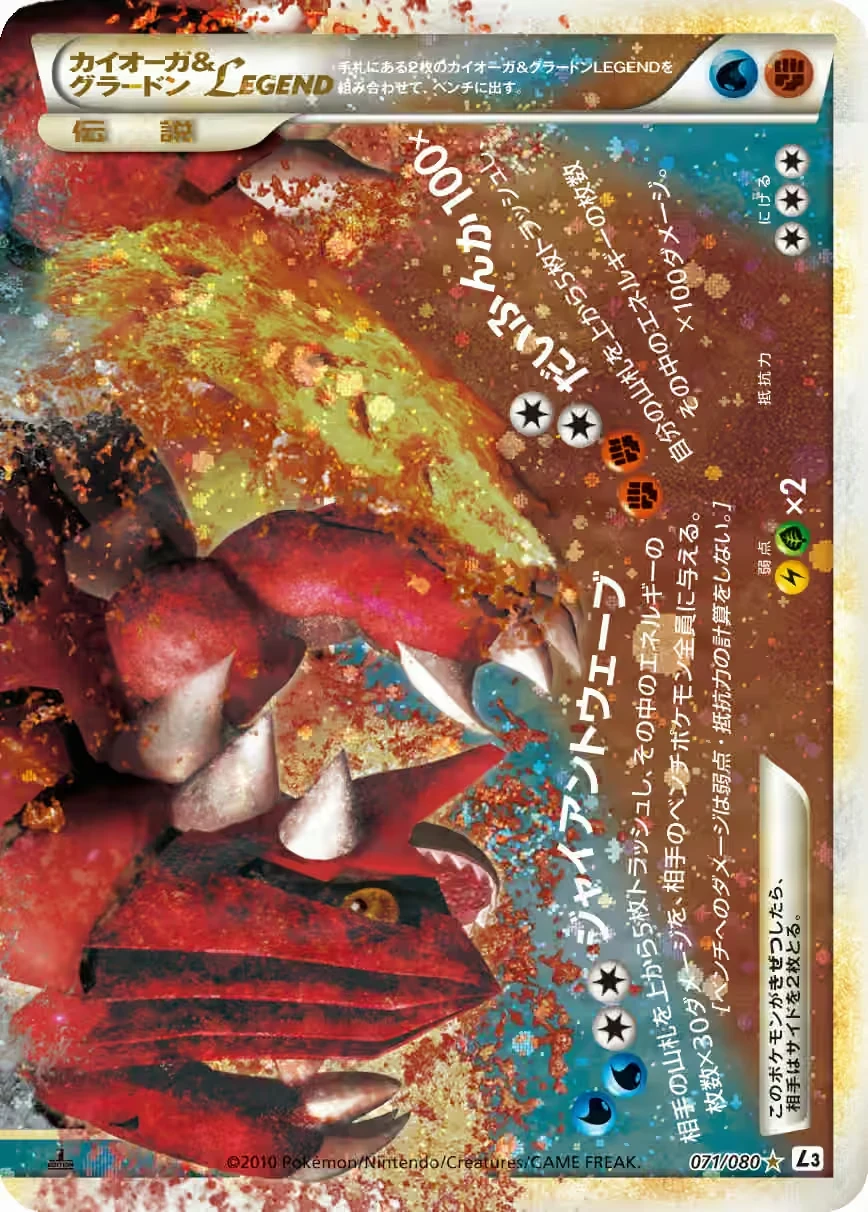 カイオーガ&
グラードン LEGEND
手札にある2枚のカイオーガ&グラードンLEGENDを
組み合わせて、ベンチに出す。
伝説
ジャイアントウェーブ
相手の山札を上から5枚トラッシュし、その中のエネルギーの
枚数×30ダメージを、相手のベンチポケモン全員に与える。
[ベンチへのダメージは弱点・抵抗力の計算をしない。]
だいふんか 100×
自分の山札を上から5枚トラッシュし、
その中のエネルギーの枚数
×100ダメージ。
弱点
×2
抵抗力
にげる
このポケモンがきぜつしたら、
相手はサイドを2枚とる。
1 EDITION
©2010 Pokémon/Nintendo/Creatures/GAME FREAK.
071/080 ★ L3